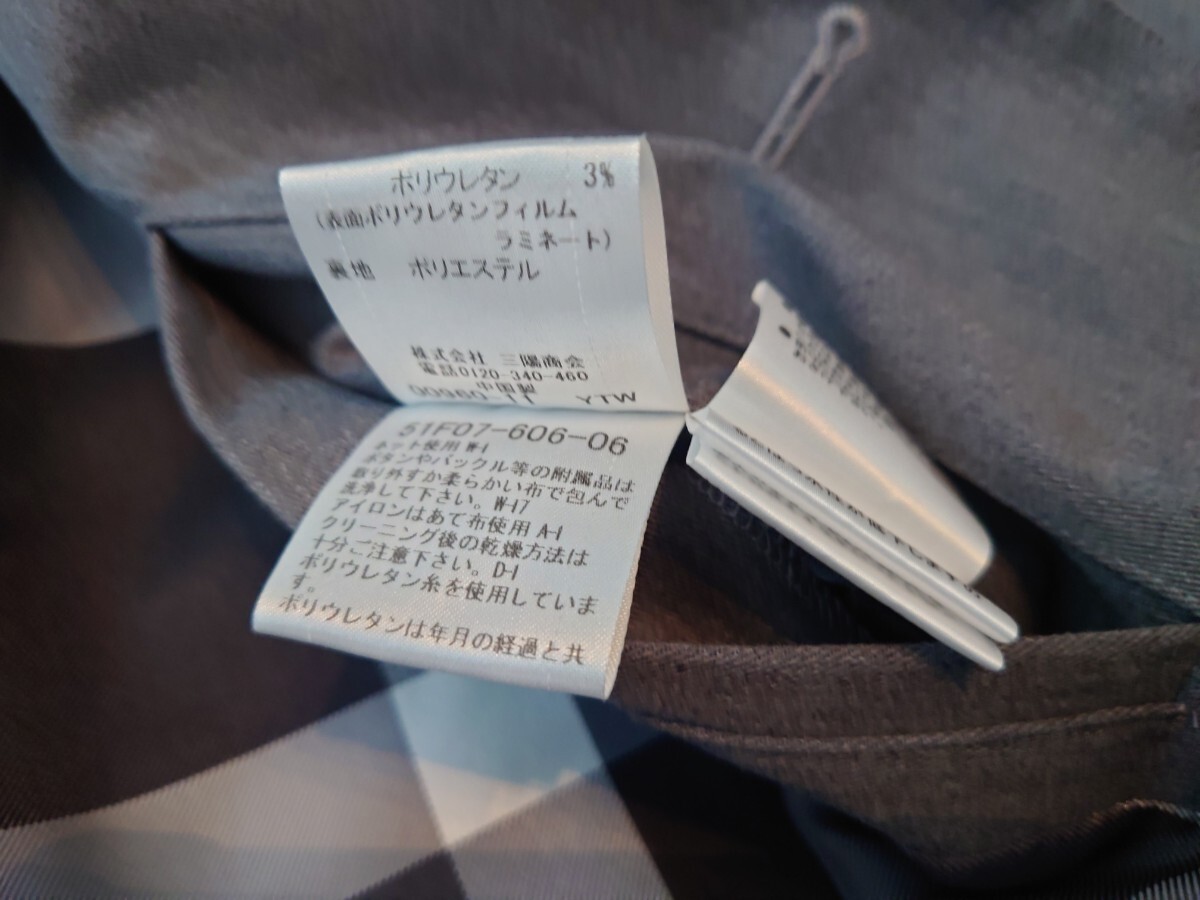 ポリウレタン 3%
(表面ポリウレタンフィルム
ラミネート)
裏地 ポリエステル
株式会社 三陽商会
電話0120-340-460
中国製
00960-11 YTW
51F07-606-06
ネット使用 W-1
ボタンやバックル等の附属品は
取り外すか柔らかい布で包んで
洗浄して下さい。W-17
アイロンはあて布使用 A-1
クリーニング後の乾燥方法は
十分ご注意下さい。D-1
ポリウレタン糸を使用していま
す。
ポリウレタンは年月の経過と共